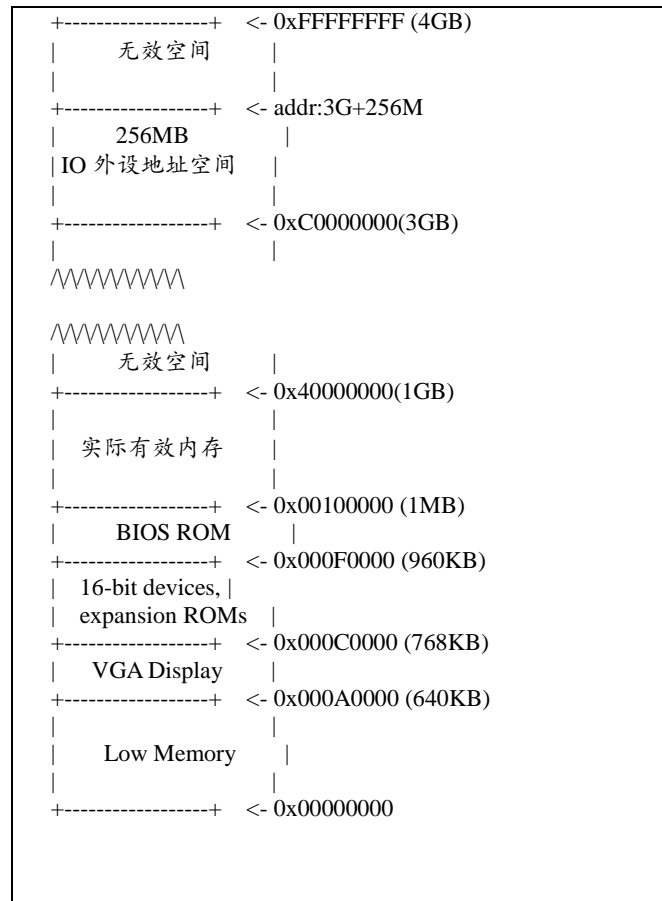 +------------------+ <- 0xFFFFFFFF (4GB)
| 无效空间 |
| |
+------------------+ <- addr:3G+256M
| 256MB |
| IO 外设地址空间 |
| |
+------------------+ <- 0xC0000000(3GB)
| |
/\/\/\/\/\/\/\/\/\/\
/\/\/\/\/\/\/\/\/\/\
| 无效空间 |
+------------------+ <- 0x40000000(1GB)
| |
| 实际有效内存 |
| |
+------------------+ <- 0x00100000 (1MB)
| BIOS ROM |
+------------------+ <- 0x000F0000 (960KB)
| 16-bit devices, |
| expansion ROMs |
+------------------+ <- 0x000C0000 (768KB)
| VGA Display |
+------------------+ <- 0x000A0000 (640KB)
| |
| Low Memory |
| |
+------------------+ <- 0x00000000